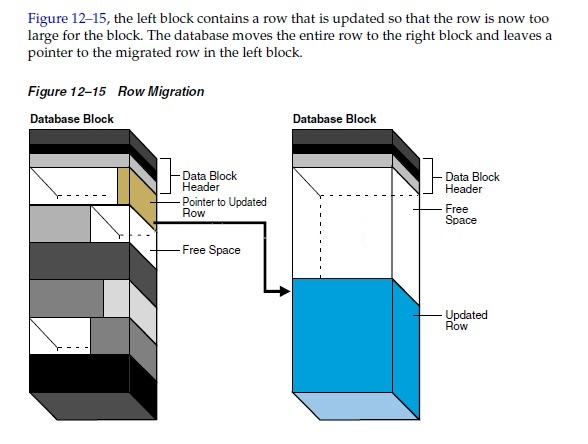 Figure 12–15, the left block contains a row that is updated so that the row is now too
large for the block. The database moves the entire row to the right block and leaves a
pointer to the migrated row in the left block.
Figure 12–15 Row Migration
Database Block
Data Block
Header
Pointer to Updated
Row
Free Space
Database Block
Data Block
Header
Free
Space
Updated
Row